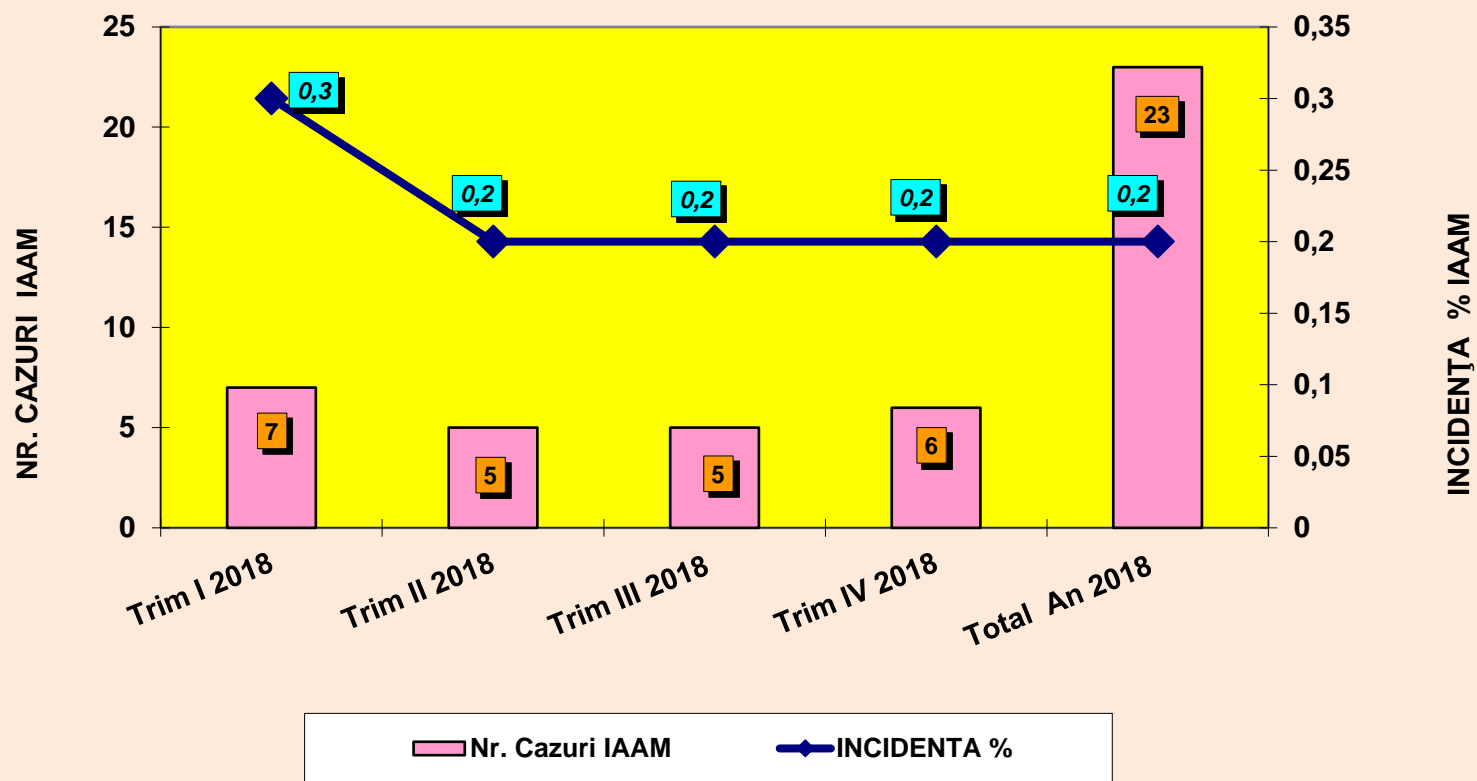 25
20
15
10
5
0
NR. CAZURI IAAM
0,35
0,3
0,25
0,2
0,15
0,1
0,05
0
INCIDENŢA % IAAM
0,3
0,2
0,2
0,2
0,2
7
5
5
6
23
Trim I 2018
Trim II 2018
Trim III 2018
Trim IV 2018
Total An 2018
Nr. Cazuri IAAM
INCIDENTA %